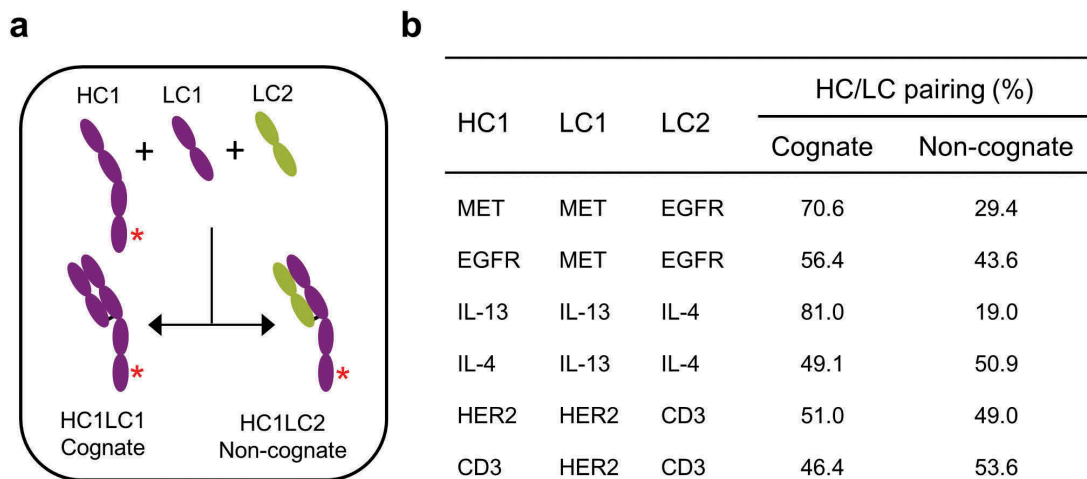 a
HC1 LC1 LC2
+ +
*
* *
HC1LC1 HC1LC2
Cognate Non-cognate
b
HC/LC pairing (%)
HC1 LC1 LC2
Cognate Non-cognate
MET MET EGFR 70.6 29.4
EGFR MET EGFR 56.4 43.6
IL-13 IL-13 IL-4 81.0 19.0
IL-4 IL-13 IL-4 49.1 50.9
HER2 HER2 CD3 51.0 49.0
CD3 HER2 CD3 46.4 53.6